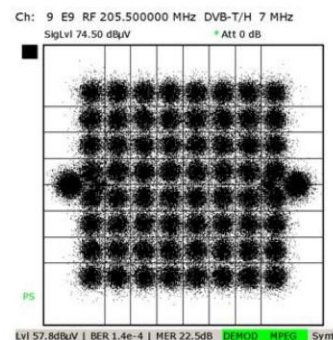 Ch: 9 E9 RF 205.500000 MHz DVB-T/H 7 MHz
SigLvl 74.50 dBµV * Att 0 dB
PS
Lvl 57.8dBuV | BER 1.4e-4 | MER 22.5dB DEMOD MPEG Sym